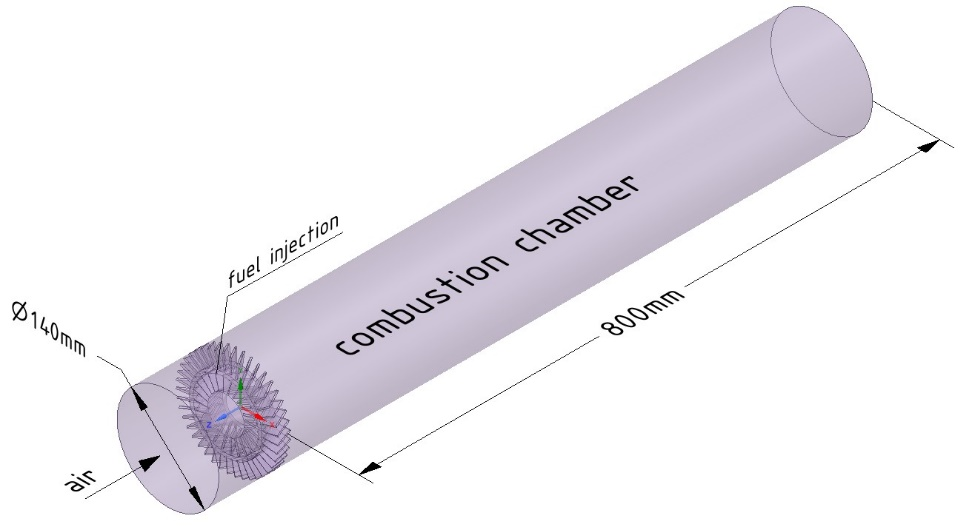 fuel injection
Ø140mm
combustion chamber
800mm
air
Y
Z
X